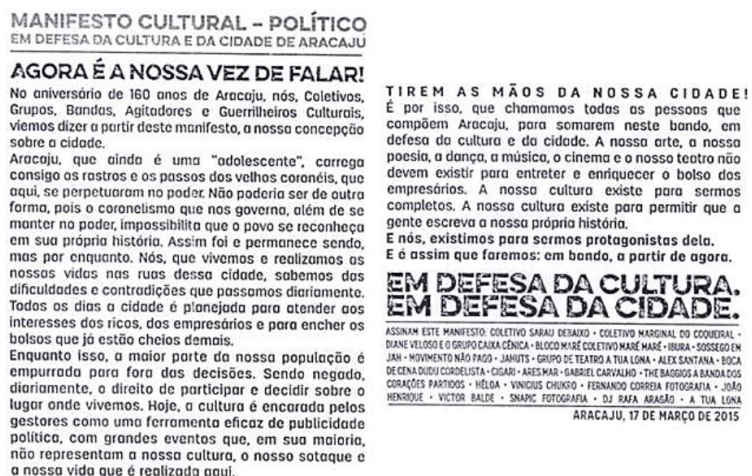 MANIFESTO CULTURAL – POLÍTICO
EM DEFESA DA CULTURA E DA CIDADE DE ARACAJU
AGORA É A NOSSA VEZ DE FALAR!
No aniversário de 160 anos de Aracaju, nós, Coletivos,
Grupos, Bandas, Agitadores e Guerrilheiros Culturais,
viemos dizer a partir deste manifesto, a nossa concepção
sobre a cidade.
Aracaju, que ainda é uma "adolescente", carrega
consigo os rastros e os passos dos velhos coronéis, que
aqui, se perpetuaram no poder. Não poderia ser de outra
forma, pois o coronelismo que nos governa, além de se
manter no poder, impossibilita que o povo se reconheça
em sua própria história. Assim foi e permanece sendo,
mas por enquanto. Nós, que vivemos e realizamos as
nossas vidas nas ruas dessa cidade, sabemos das
dificuldades e contradições que passamos diariamente.
Todos os dias a cidade é planejada para atender aos
interesses dos ricos, dos empresários e para encher os
bolsos que já estão cheios demais.
Enquanto isso, a maior parte da nossa população é
empurrada para fora das decisões. Sendo negado,
diariamente, o direito de participar e decidir sobre o
lugar onde vivemos. Hoje, a cultura é encarada pelos
gestores como uma ferramenta eficaz de publicidade
política, com grandes eventos que, em sua maioria,
não representam a nossa cultura, o nosso sotaque e
a nossa vida que é realizada aqui.
TIREM AS MÃOS DA NOSSA CIDADE!
É por isso, que chamamos todas as pessoas que
compõem Aracaju, para somarem neste bando, em
defesa da cultura e da cidade. A nossa arte, a nossa
poesia, a dança, a música, o cinema e o nosso teatro não
devem existir para entreter e enriquecer o bolso dos
empresários. A nossa cultura existe para sermos
completos. A nossa cultura existe para permitir que a
gente escreva a nossa própria história.
E nós, existimos para sermos protagonistas dela.
E é assim que faremos: em bando, a partir de agora.
EM DEFESA DA CULTURA.
EM DEFESA DA CIDADE.
ASSINAM ESTE MANIFESTO: COLETIVO SARAU DEBAIXO • COLETIVO MARGINAL DO COQUEIRAL •
DIANE VELOSO E O GRUPO CAIXA CÊNICA • BLOCO MARÉ COLETIVO MARÉ MARÉ • IBURA • SOSSEGO EM
JAH • MOVIMENTO NÃO PAGO • JAHUTS • GRUPO DE TEATRO A TUA LONA • ALEX SANTANA • BOCA
DE CENA DUDU CORDELISTA • CIGARI • ARES MAR • GABRIEL CARVALHO • THE BAGGIOS A BANDA DOS
CORAÇÕES PARTIDOS • HÉLOA • VINICIUS CHUKRO • FERNANDO CORREIA FOTOGRAFIA • JOÃO
HENRIQUE • VICTOR BALDE • SNAPIC FOTOGRAFIA • DJ RAFA ARAGÃO • A TUA LONA
ARACAJU, 17 DE MARÇO DE 2015